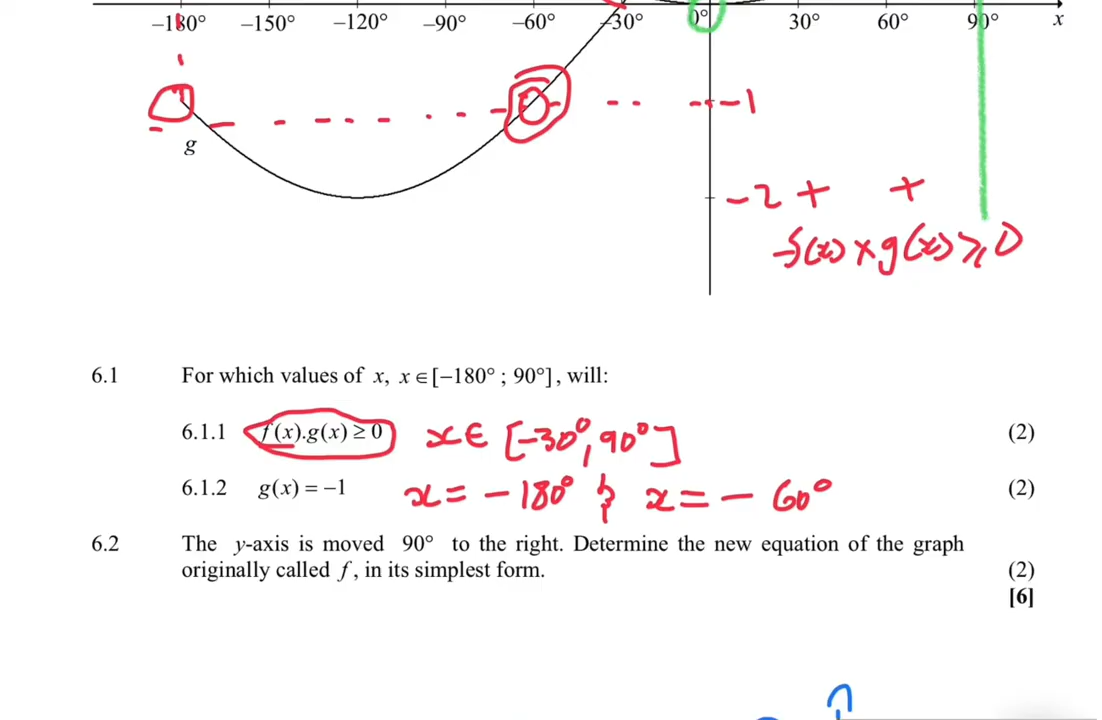 −180° −150° −120° −90° −60° −30° 0° 30° 60° 90° x
−1
g
−2 + +
f(x) × g(x) ≥ 0
6.1 For which values of x, x ∈ [−180° ; 90°], will:
6.1.1 f(x).g(x) ≥ 0 x ∈ [−30°, 90°] (2)
6.1.2 g(x) = −1 x = −180° & x = −60° (2)
6.2 The y-axis is moved 90° to the right. Determine the new equation of the graph
originally called f, in its simplest form. (2)
[6]